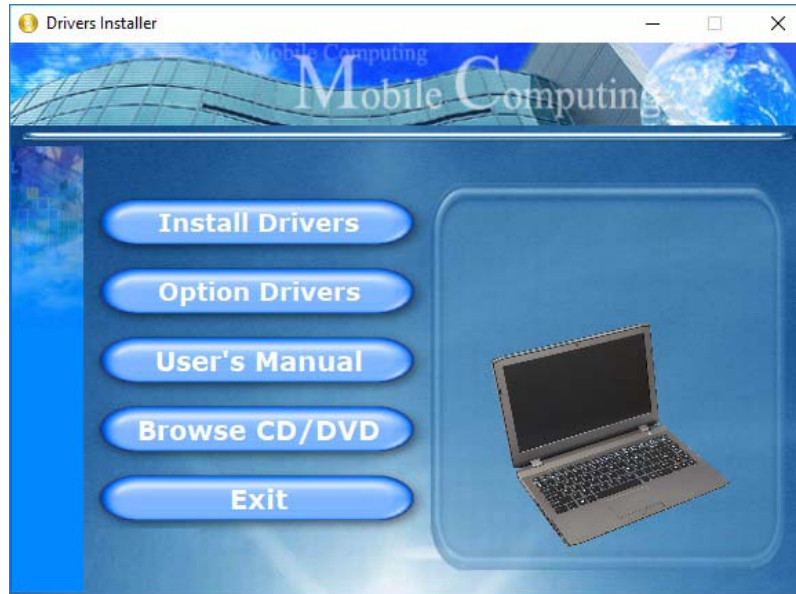 Drivers Installer
Mobile Computing
Mobile Computing
Install Drivers
Option Drivers
User's Manual
Browse CD/DVD
Exit